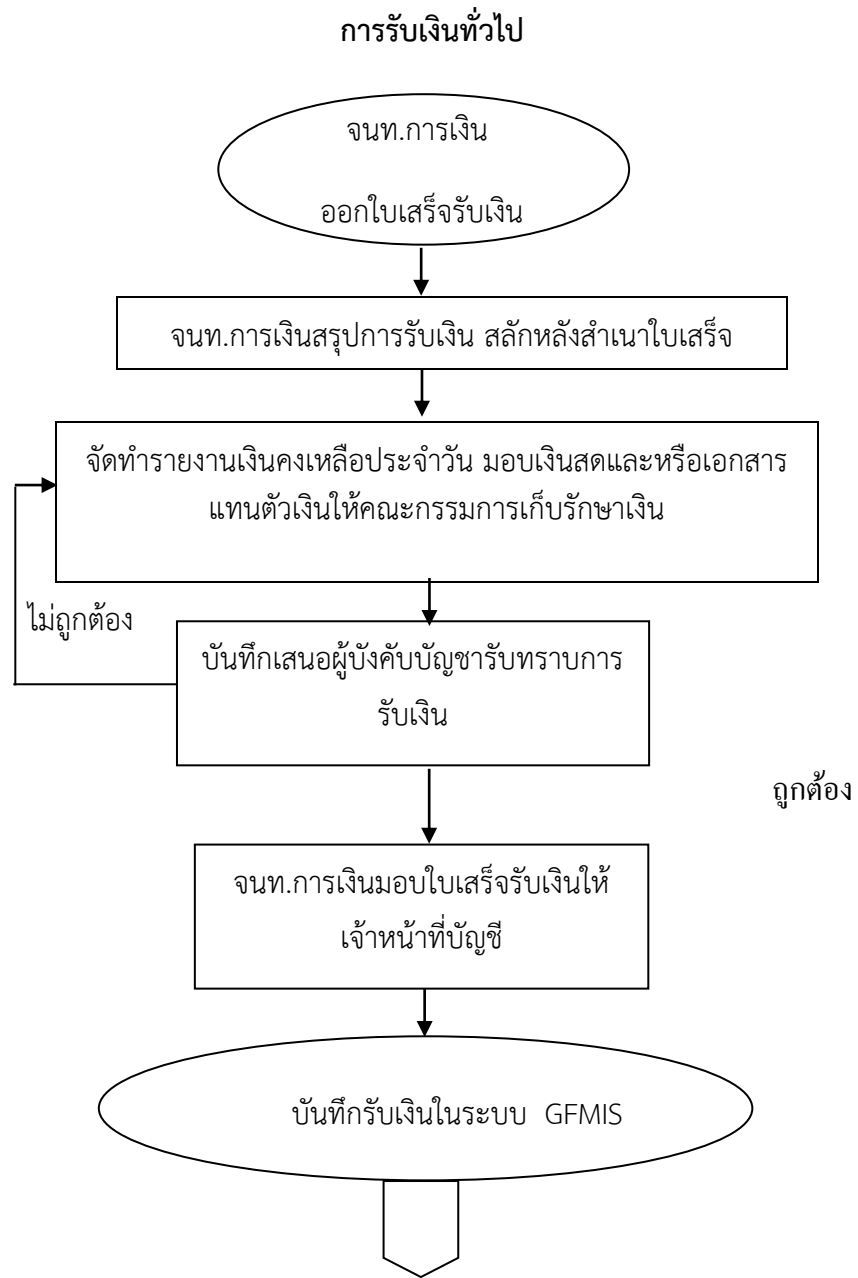 การรับเงินทั่วไป
จนท.การเงิน
ออกใบเสร็จรับเงิน
จนท.การเงินสรุปการรับเงิน สลักหลังสำเนาใบเสร็จ
จัดทำรายงานเงินคงเหลือประจำวัน มอบเงินสดและหรือเอกสาร
แทนตัวเงินให้คณะกรรมการเก็บรักษาเงิน
ไม่ถูกต้อง
บันทึกเสนอผู้บังคับบัญชารับทราบการ
รับเงิน
ถูกต้อง
จนท.การเงินมอบใบเสร็จรับเงินให้
เจ้าหน้าที่บัญชี
บันทึกรับเงินในระบบ GFMIS